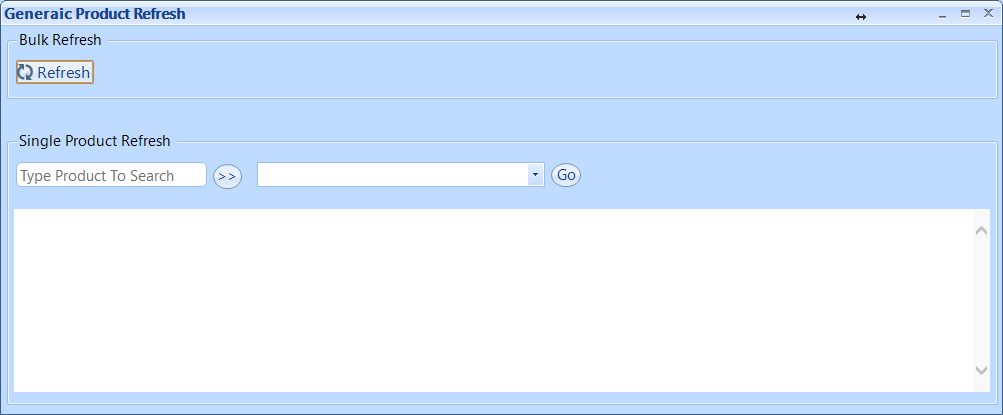 Generaic Product Refresh
Bulk Refresh
Refresh
Single Product Refresh
Type Product To Search >> Go